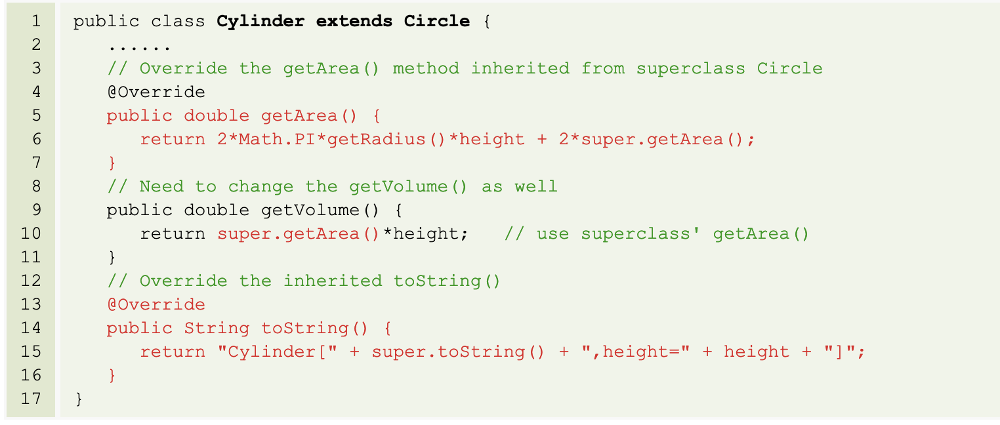 1 public class Cylinder extends Circle {
2 ......
3 // Override the getArea() method inherited from superclass Circle
4 @Override
5 public double getArea() {
6 return 2*Math.PI*getRadius()*height + 2*super.getArea();
7 }
8 // Need to change the getVolume() as well
9 public double getVolume() {
10 return super.getArea()*height; // use superclass' getArea()
11 }
12 // Override the inherited toString()
13 @Override
14 public String toString() {
15 return "Cylinder[" + super.toString() + ",height=" + height + "]";
16 }
17 }